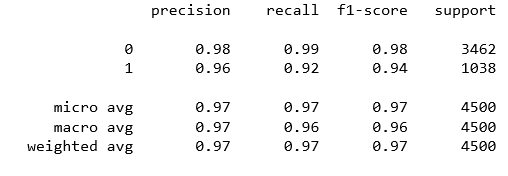 precision recall f1-score support
0 0.98 0.99 0.98 3462
1 0.96 0.92 0.94 1038
micro avg 0.97 0.97 0.97 4500
macro avg 0.97 0.96 0.96 4500
weighted avg 0.97 0.97 0.97 4500